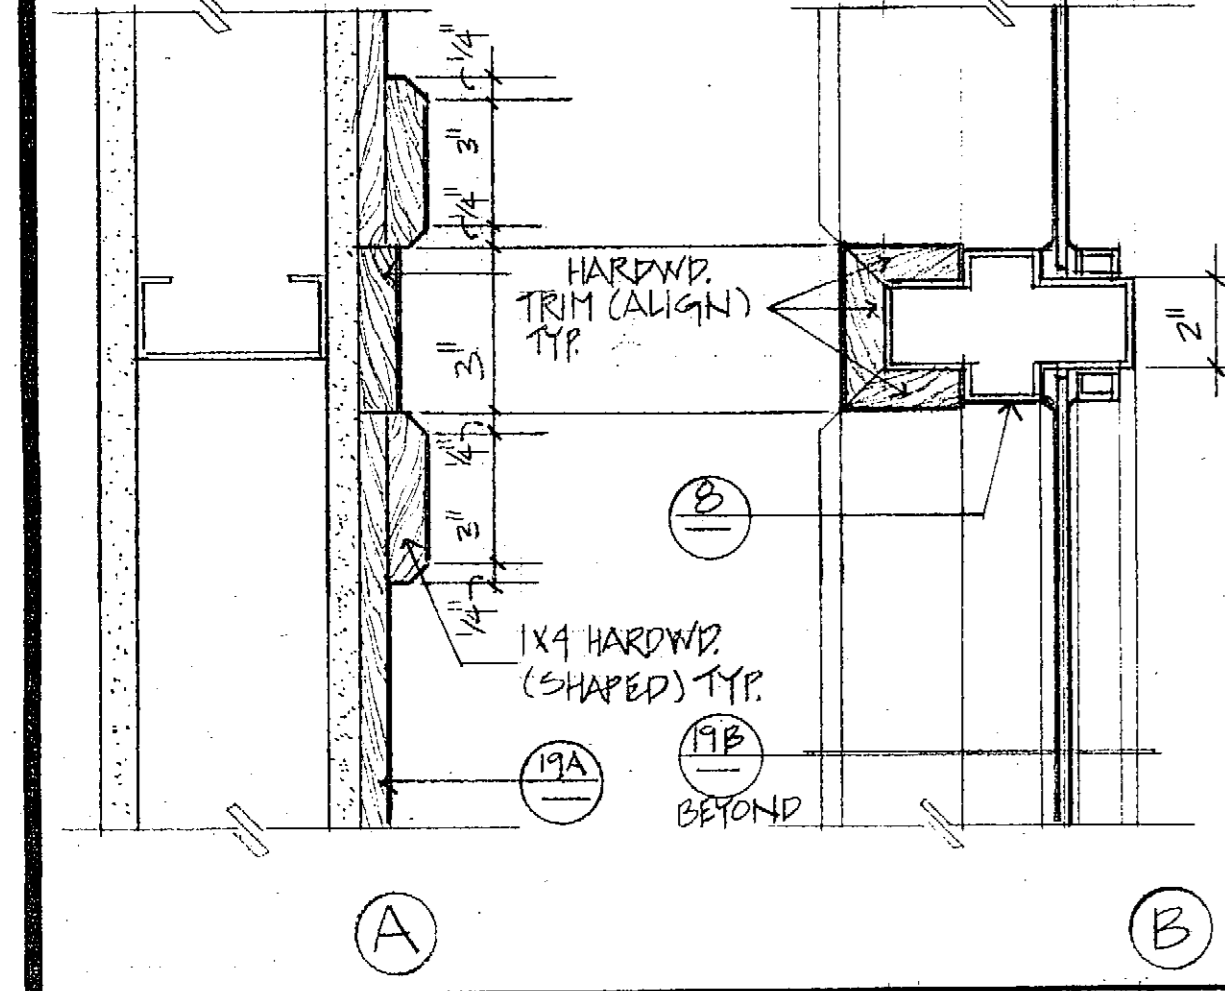 1/4"
3"
1/4"
HARDWD.
TRIM (ALIGN)
TYP.
3"
2"
1/4"
8
3"
1/4"
1X4 HARDWD.
(SHAPED) TYP.
19A
19B
BEYOND
A
B